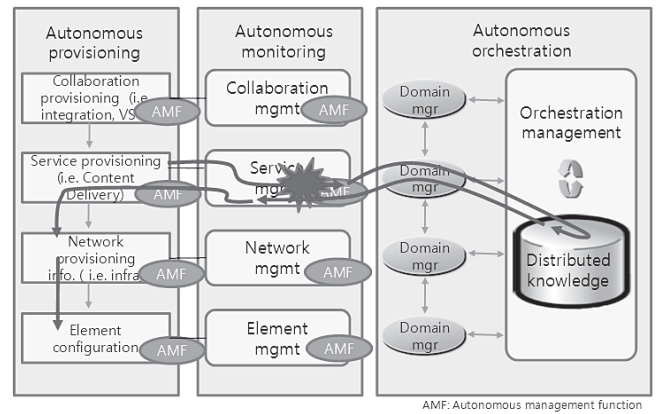 Autonomous
provisioning
Collaboration
provisioning (i.e
integration, VS
AMF
Service provisioning
(i.e. Content
Delivery)
AMF
Network
provisioning
info. ( i.e. infra
AMF
Element
configuration
AMF
Autonomous
monitoring
Collaboration
mgmt
AMF
AMF
Network
mgmt
AMF
Element
mgmt
AMF
Autonomous
orchestration
Domain
mgr
Domain
mgr
Domain
mgr
Domain
mgr
Orchestration
management
Distributed
knowledge
AMF: Autonomous management function